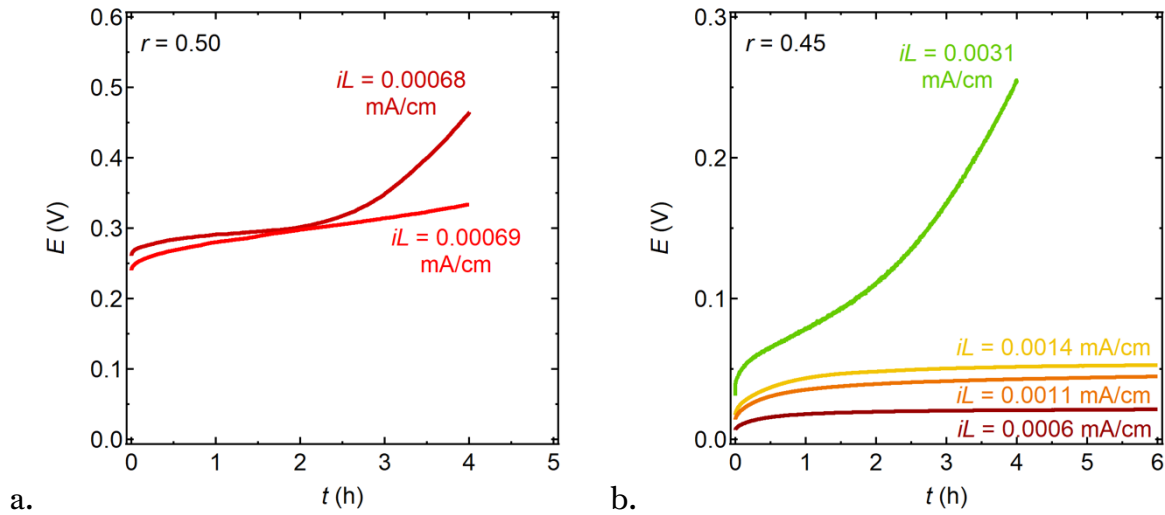 r = 0.50
iL = 0.00068
mA/cm
iL = 0.00069
mA/cm
0.6
0.5
0.4
0.3
0.2
0.1
0.0
E (V)
0 1 2 3 4 5
t (h)
a.
r = 0.45
iL = 0.0031
mA/cm
iL = 0.0014 mA/cm
iL = 0.0011 mA/cm
iL = 0.0006 mA/cm
0.3
0.2
0.1
0.0
E (V)
0 1 2 3 4 5 6
t (h)
b.